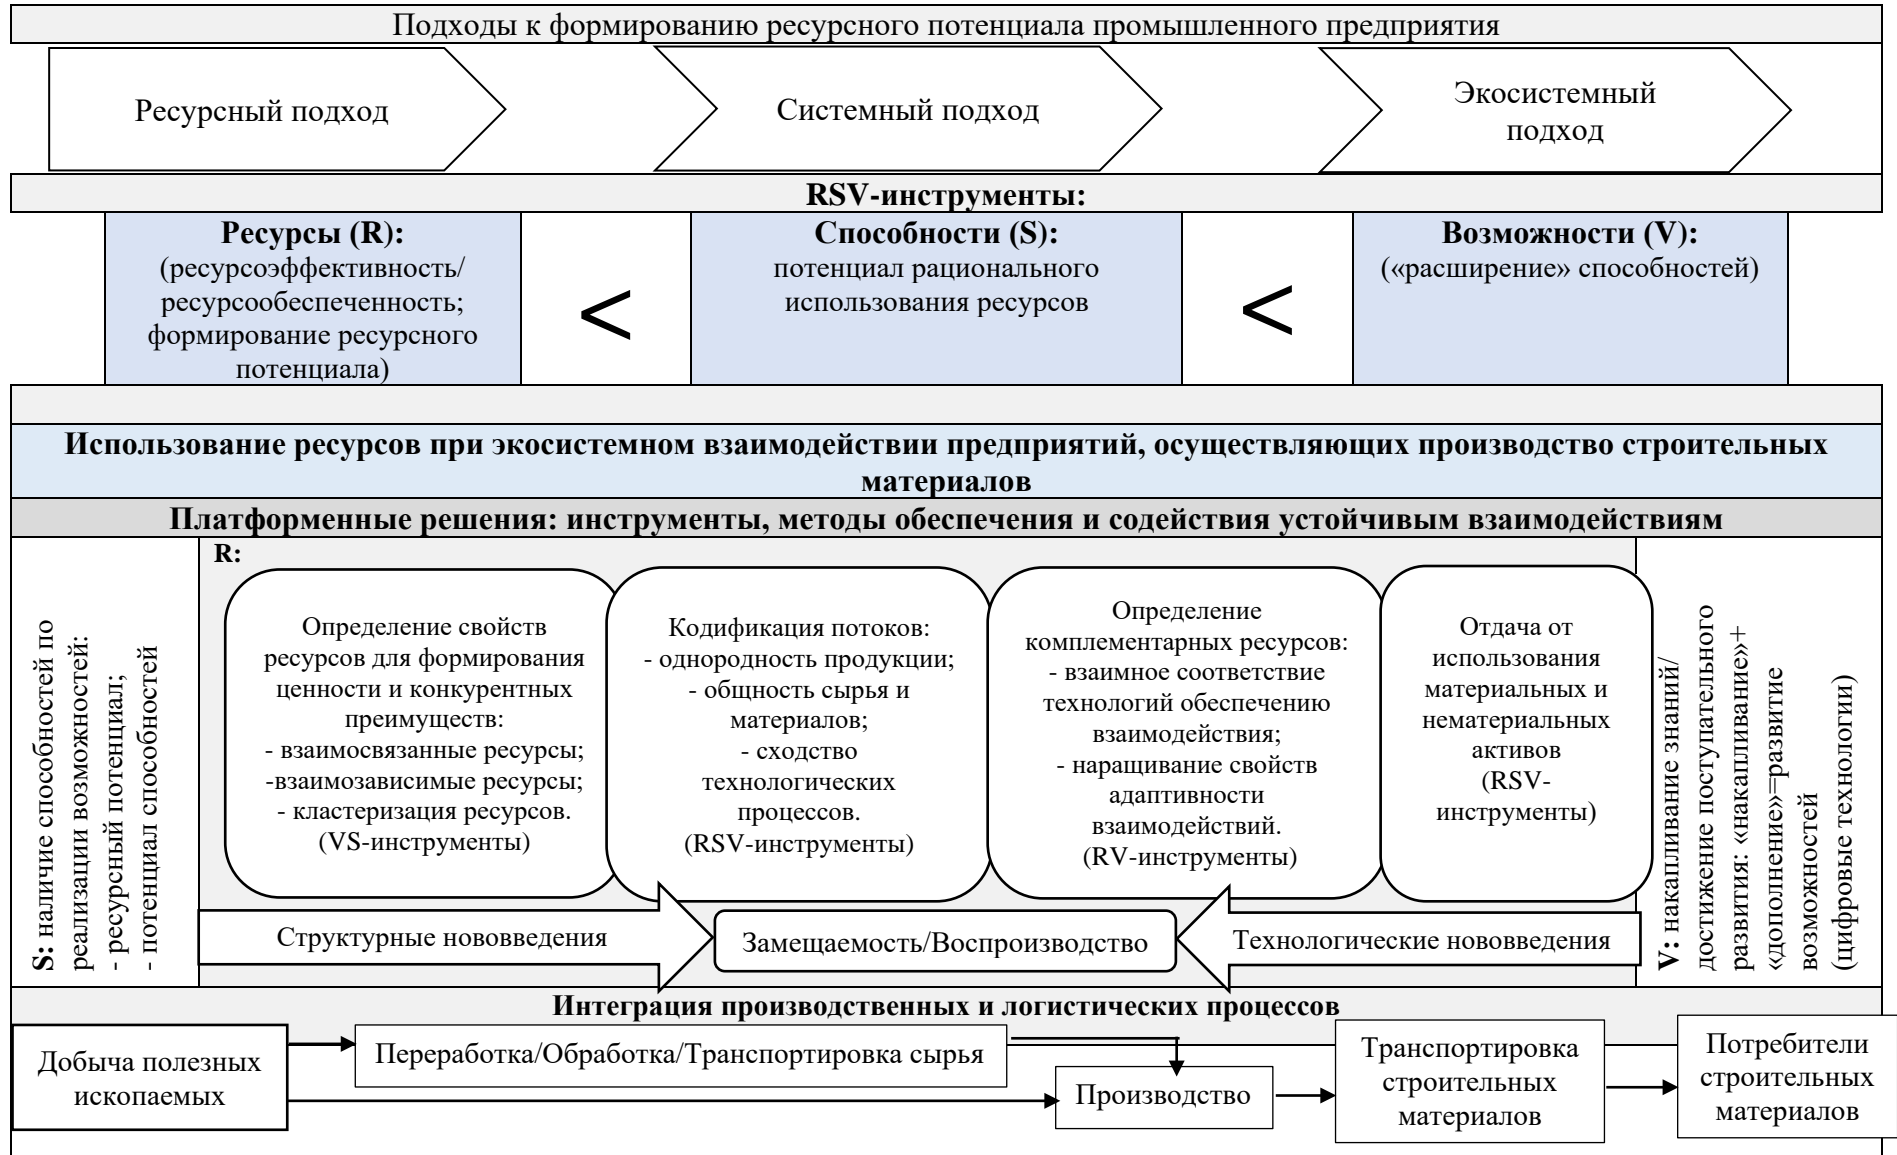 Подходы к формированию ресурсного потенциала промышленного предприятия
Ресурсный подход
Системный подход
Экосистемный
подход
RSV-инструменты:
Ресурсы (R):
(ресурсоэффективность/
ресурсообеспеченность;
формирование ресурсного
потенциала)
<
Способности (S):
потенциал рационального
использования ресурсов
<
Возможности (V):
(«расширение» способностей)
Использование ресурсов при экосистемном взаимодействии предприятий, осуществляющих производство строительных
материалов
Платформенные решения: инструменты, методы обеспечения и содействия устойчивым взаимодействиям
S: наличие способностей по
реализации возможностей:
- ресурсный потенциал;
- потенциал способностей
R:
Определение свойств
ресурсов для формирования
ценности и конкурентных
преимуществ:
- взаимосвязанные ресурсы;
-взаимозависимые ресурсы;
- кластеризация ресурсов.
(VS-инструменты)
Кодификация потоков:
- однородность продукции;
- общность сырья и
материалов;
- сходство
технологических
процессов.
(RSV-инструменты)
Определение
комплементарных ресурсов:
- взаимное соответствие
технологий обеспечению
взаимодействия;
- наращивание свойств
адаптивности
взаимодействий.
(RV-инструменты)
Отдача от
использования
материальных и
нематериальных
активов
(RSV-
инструменты)
V: накапливание знаний/
достижение поступательного
развития: «накапливание»+
«дополнение»=развитие
возможностей
(цифровые технологии)
Структурные нововведения
Замещаемость/Воспроизводство
Технологические нововведения
Интеграция производственных и логистических процессов
Добыча полезных
ископаемых
Переработка/Обработка/Транспортировка сырья
Производство
Транспортировка
строительных
материалов
Потребители
строительных
материалов